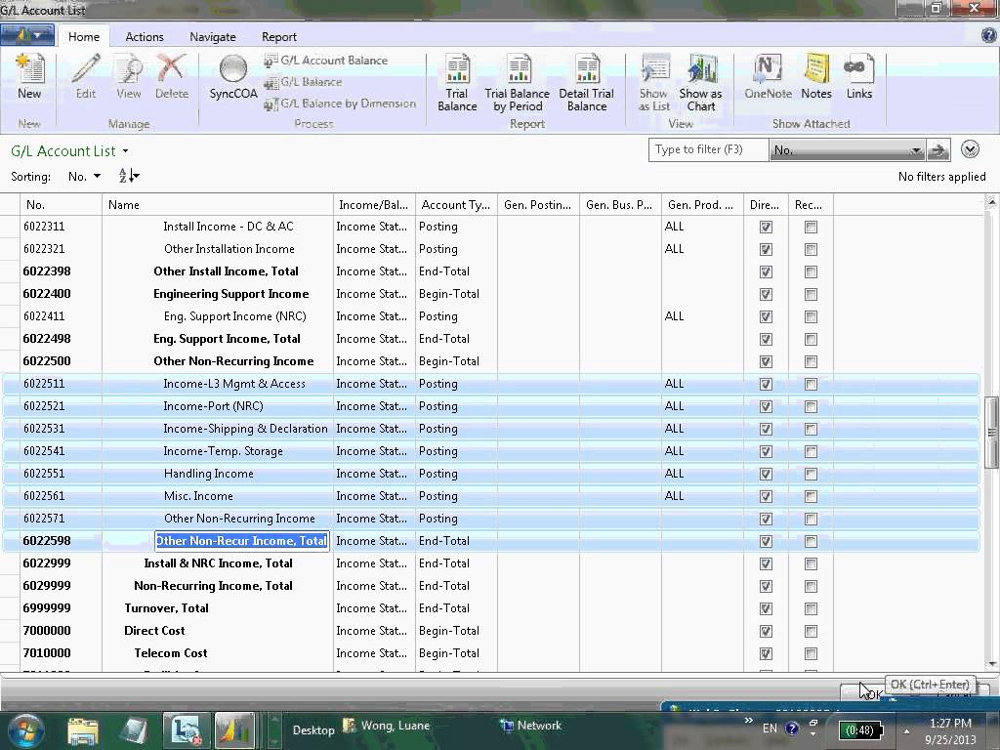 G/L Account List
Home Actions Navigate Report
New Edit View Delete SyncCOA G/L Account Balance
G/L Balance
G/L Balance by Dimension
Trial Balance Trial Balance by Period Detail Trial Balance Show as List Show as Chart OneNote Notes Links
New Manage Process Report View Show Attached
G/L Account List Type to filter (F3) No.
Sorting: No. No filters applied
No. Name Income/Bal... Account Ty... Gen. Postin... Gen. Bus. P... Gen. Prod. ... Dire... Rec...
6022311 Install Income - DC & AC Income Stat... Posting ALL
6022321 Other Installation Income Income Stat... Posting ALL
6022398 Other Install Income, Total Income Stat... End-Total
6022400 Engineering Support Income Income Stat... Begin-Total
6022411 Eng. Support Income (NRC) Income Stat... Posting ALL
6022498 Eng. Support Income, Total Income Stat... End-Total
6022500 Other Non-Recurring Income Income Stat... Begin-Total
6022511 Income-L3 Mgmt & Access Income Stat... Posting ALL
6022521 Income-Port (NRC) Income Stat... Posting ALL
6022531 Income-Shipping & Declaration Income Stat... Posting ALL
6022541 Income-Temp. Storage Income Stat... Posting ALL
6022551 Handling Income Income Stat... Posting ALL
6022561 Misc. Income Income Stat... Posting ALL
6022571 Other Non-Recurring Income Income Stat... Posting
6022598 Other Non-Recur Income, Total Income Stat... End-Total
6022999 Install & NRC Income, Total Income Stat... End-Total
6029999 Non-Recurring Income, Total Income Stat... End-Total
6999999 Turnover, Total Income Stat... End-Total
7000000 Direct Cost Income Stat... Begin-Total
7010000 Telecom Cost Income Stat... Begin-Total
OK OK (Ctrl+Enter)
Desktop Wong, Luane Network EN (0:48) 1:27 PM
9/25/2013